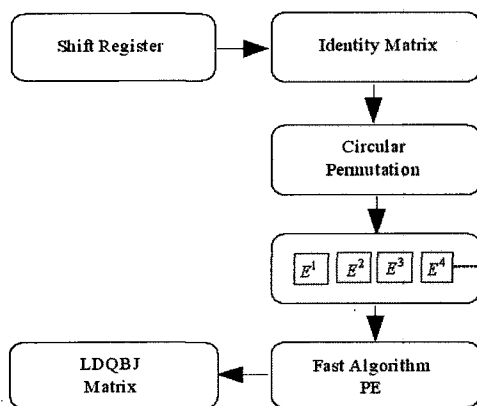 Shift Register
Identity Matrix
Circular
Permutation
E¹ E² E³ E⁴
LDQBJ
Matrix
Fast Algorithm
PE